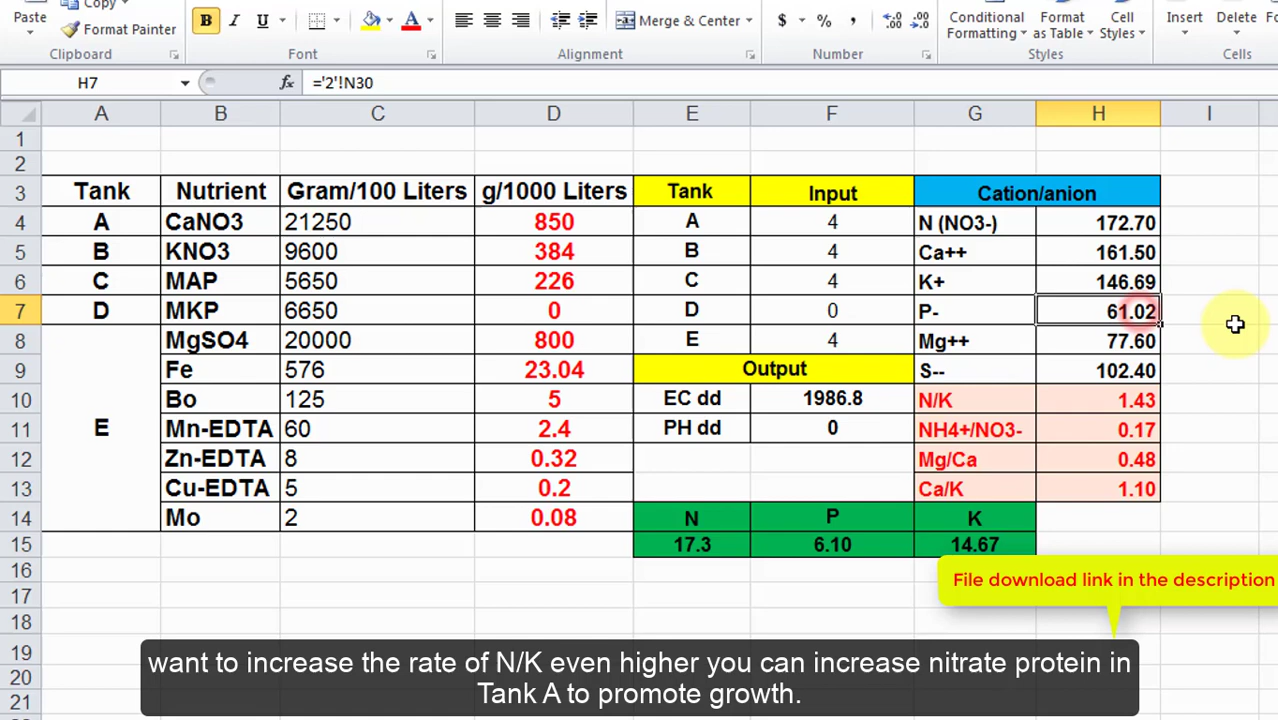 Paste
Copy
Format Painter
B I U
A
Merge & Center
$ % ,
Conditional Formatting
Format as Table
Cell Styles
Insert
Delete
Clipboard
Font
Alignment
Number
Styles
Cells
H7
fx ='2'!N30
A B C D E F G H I
1
2
3 Tank Nutrient Gram/100 Liters g/1000 Liters Tank Input Cation/anion
4 A CaNO3 21250 850 A 4 N (NO3-) 172.70
5 B KNO3 9600 384 B 4 Ca++ 161.50
6 C MAP 5650 226 C 4 K+ 146.69
7 D MKP 6650 0 D 0 P- 61.02
8 MgSO4 20000 800 E 4 Mg++ 77.60
9 Fe 576 23.04 Output S-- 102.40
10 Bo 125 5 EC dd 1986.8 N/K 1.43
11 E Mn-EDTA 60 2.4 PH dd 0 NH4+/NO3- 0.17
12 Zn-EDTA 8 0.32 Mg/Ca 0.48
13 Cu-EDTA 5 0.2 Ca/K 1.10
14 Mo 2 0.08 N P K
15 17.3 6.10 14.67
16
17
18
19
20
21
File download link in the description
want to increase the rate of N/K even higher you can increase nitrate protein in
Tank A to promote growth.